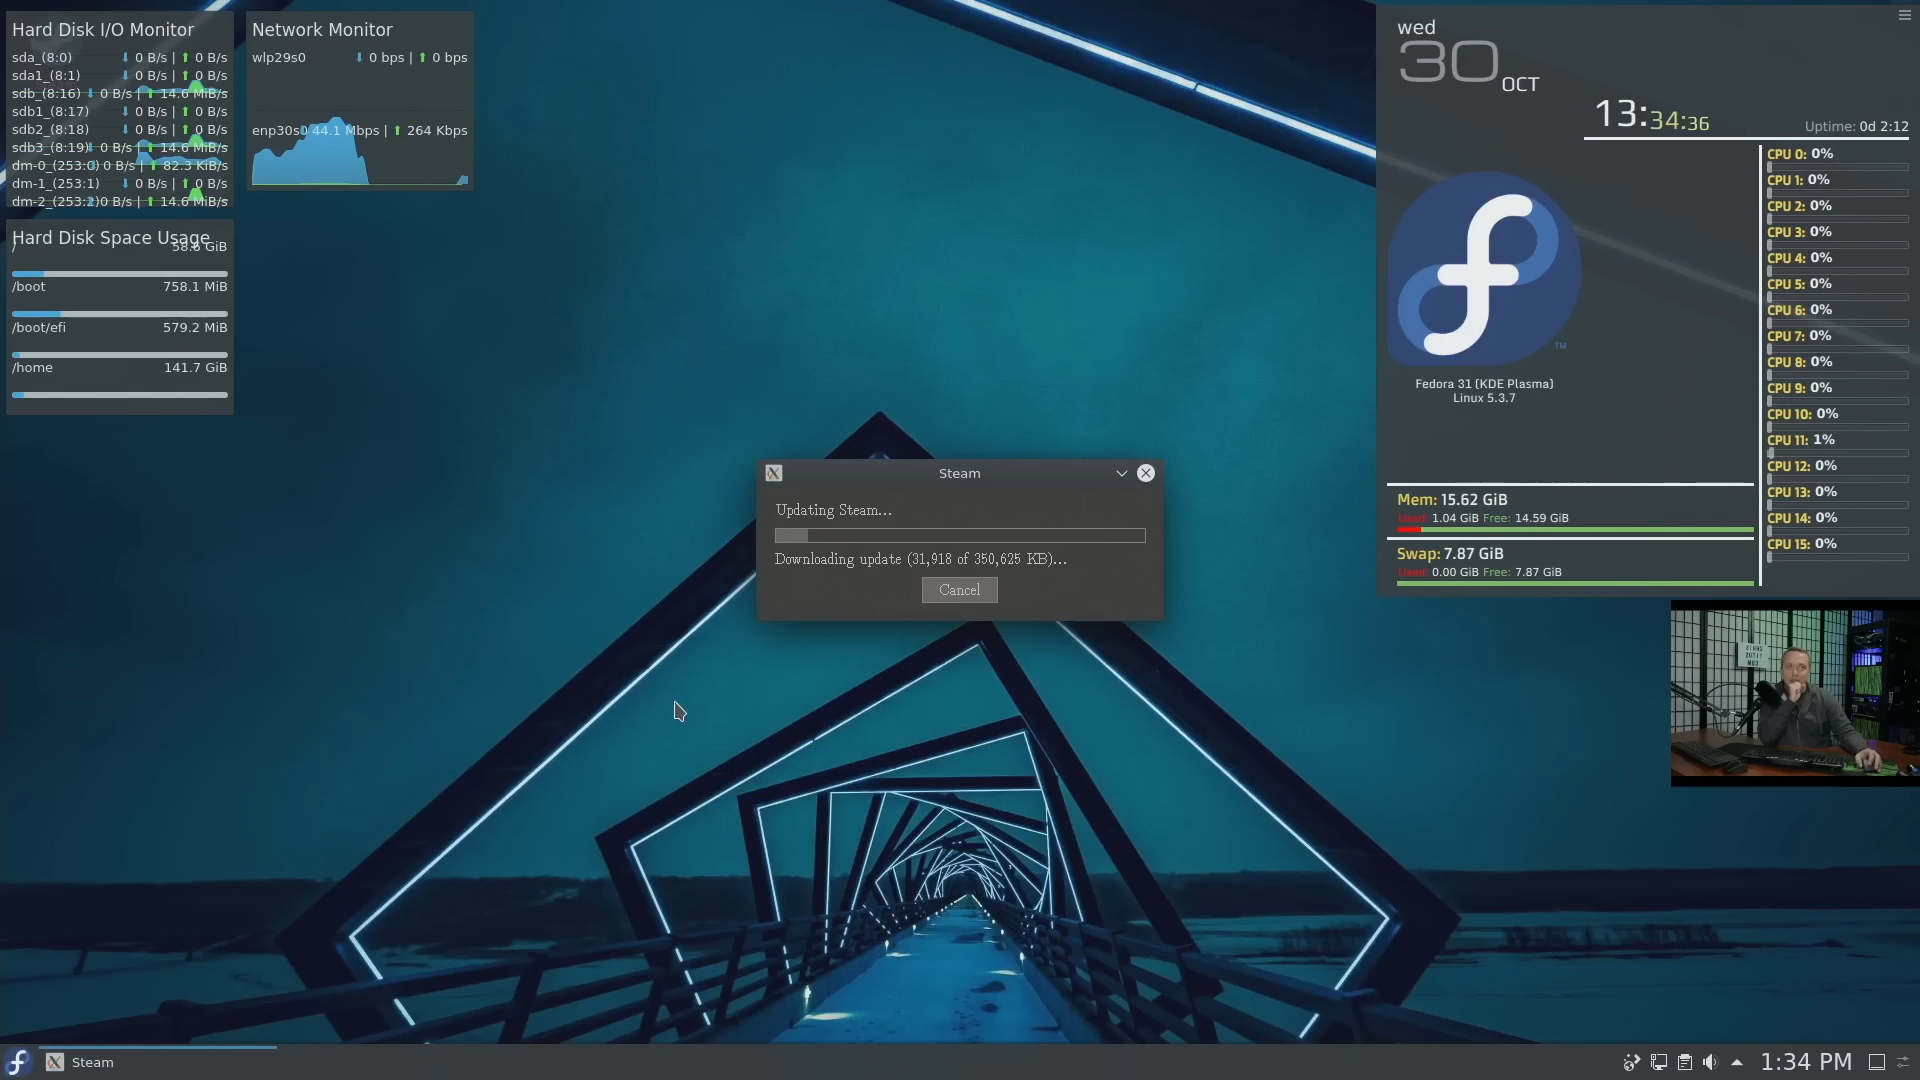 Hard Disk I/O Monitor
sda_(8:0) 0 B/s | 0 B/s
sda1_(8:1) 0 B/s | 0 B/s
sdb_(8:16) 0 B/s | 14.6 MiB/s
sdb1_(8:17) 0 B/s | 0 B/s
sdb2_(8:18) 0 B/s | 0 B/s
sdb3_(8:19) 0 B/s | 14.6 MiB/s
dm-0_(253:0) 0 B/s | 82.3 KiB/s
dm-1_(253:1) 0 B/s | 0 B/s
dm-2_(253:2) 0 B/s | 14.6 MiB/s
Hard Disk Space Usage
/ 58.6 GiB
/boot 758.1 MiB
/boot/efi 579.2 MiB
/home 141.7 GiB
Network Monitor
wlp29s0 0 bps | 0 bps
enp30s0 44.1 Mbps | 264 Kbps
Steam
Updating Steam...
Downloading update (31,918 of 350,625 KB)...
Cancel
wed
30
OCT
13:34:36
Uptime: 0d 2:12
TM
Fedora 31 (KDE Plasma)
Linux 5.3.7
Mem: 15.62 GiB
Used: 1.04 GiB Free: 14.59 GiB
Swap: 7.87 GiB
Used: 0.00 GiB Free: 7.87 GiB
CPU 0: 0%
CPU 1: 0%
CPU 2: 0%
CPU 3: 0%
CPU 4: 0%
CPU 5: 0%
CPU 6: 0%
CPU 7: 0%
CPU 8: 0%
CPU 9: 0%
CPU 10: 0%
CPU 11: 1%
CPU 12: 0%
CPU 13: 0%
CPU 14: 0%
CPU 15: 0%
Steam
1:34 PM